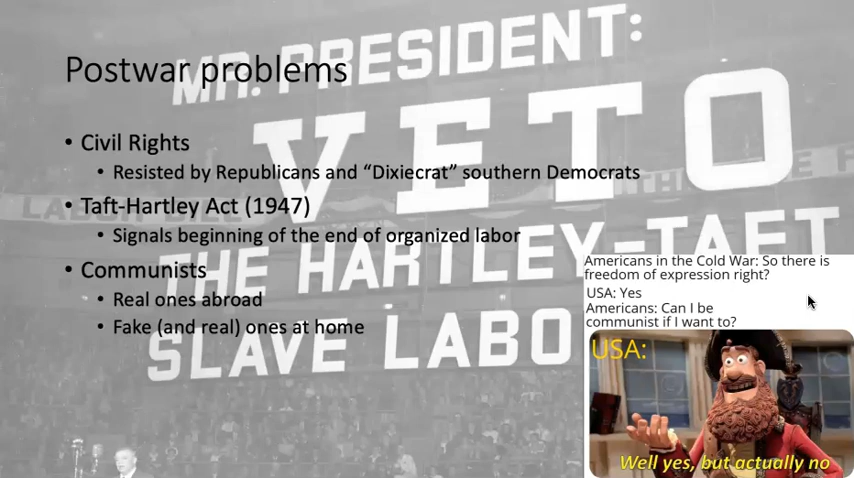 Postwar problems
MR. PRESIDENT:
VETO
THE HARTLEY-TAFT
SLAVE LABO
• Civil Rights
• Resisted by Republicans and “Dixiecrat” southern Democrats
• Taft-Hartley Act (1947)
• Signals beginning of the end of organized labor
• Communists
• Real ones abroad
• Fake (and real) ones at home
Americans in the Cold War: So there is
freedom of expression right?
USA: Yes
Americans: Can I be
communist if I want to?
USA:
Well yes, but actually no